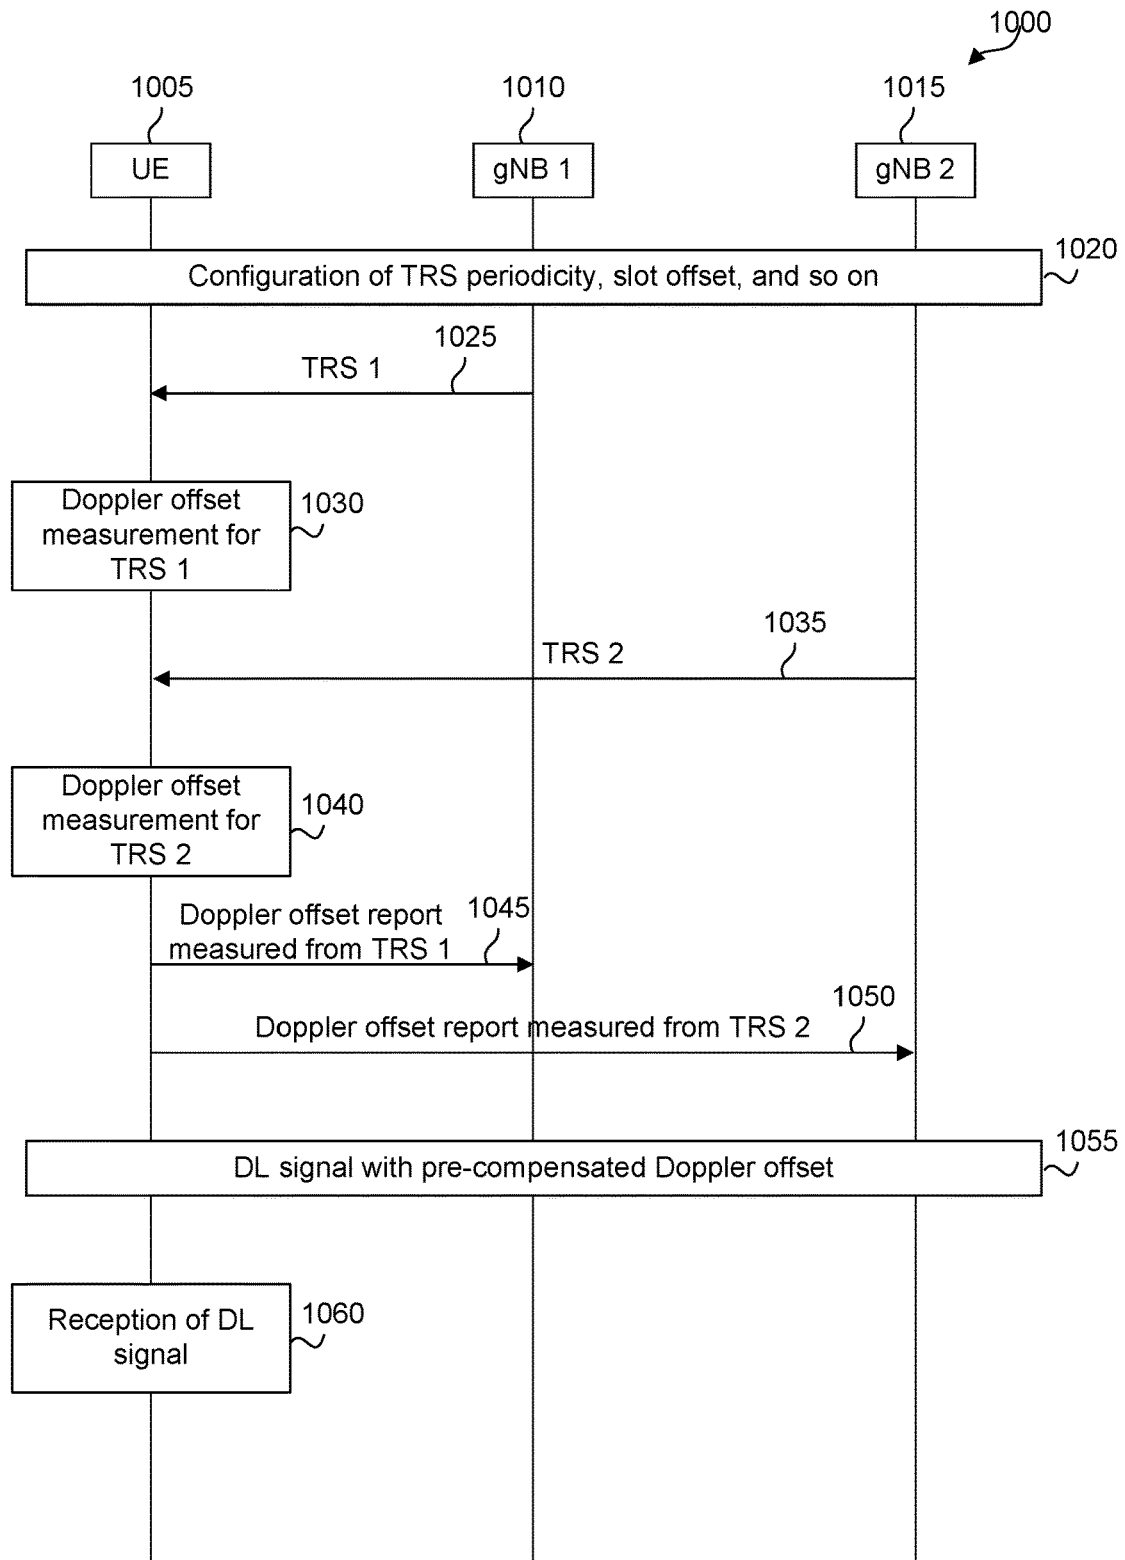 1000
1005
1010
1015
UE
gNB 1
gNB 2
Configuration of TRS periodicity, slot offset, and so on
1020
1025
TRS 1
Doppler offset
measurement for
TRS 1
1030
1035
TRS 2
Doppler offset
measurement for
TRS 2
1040
Doppler offset report
measured from TRS 1
1045
1050
Doppler offset report measured from TRS 2
DL signal with pre-compensated Doppler offset
1055
Reception of DL
signal
1060